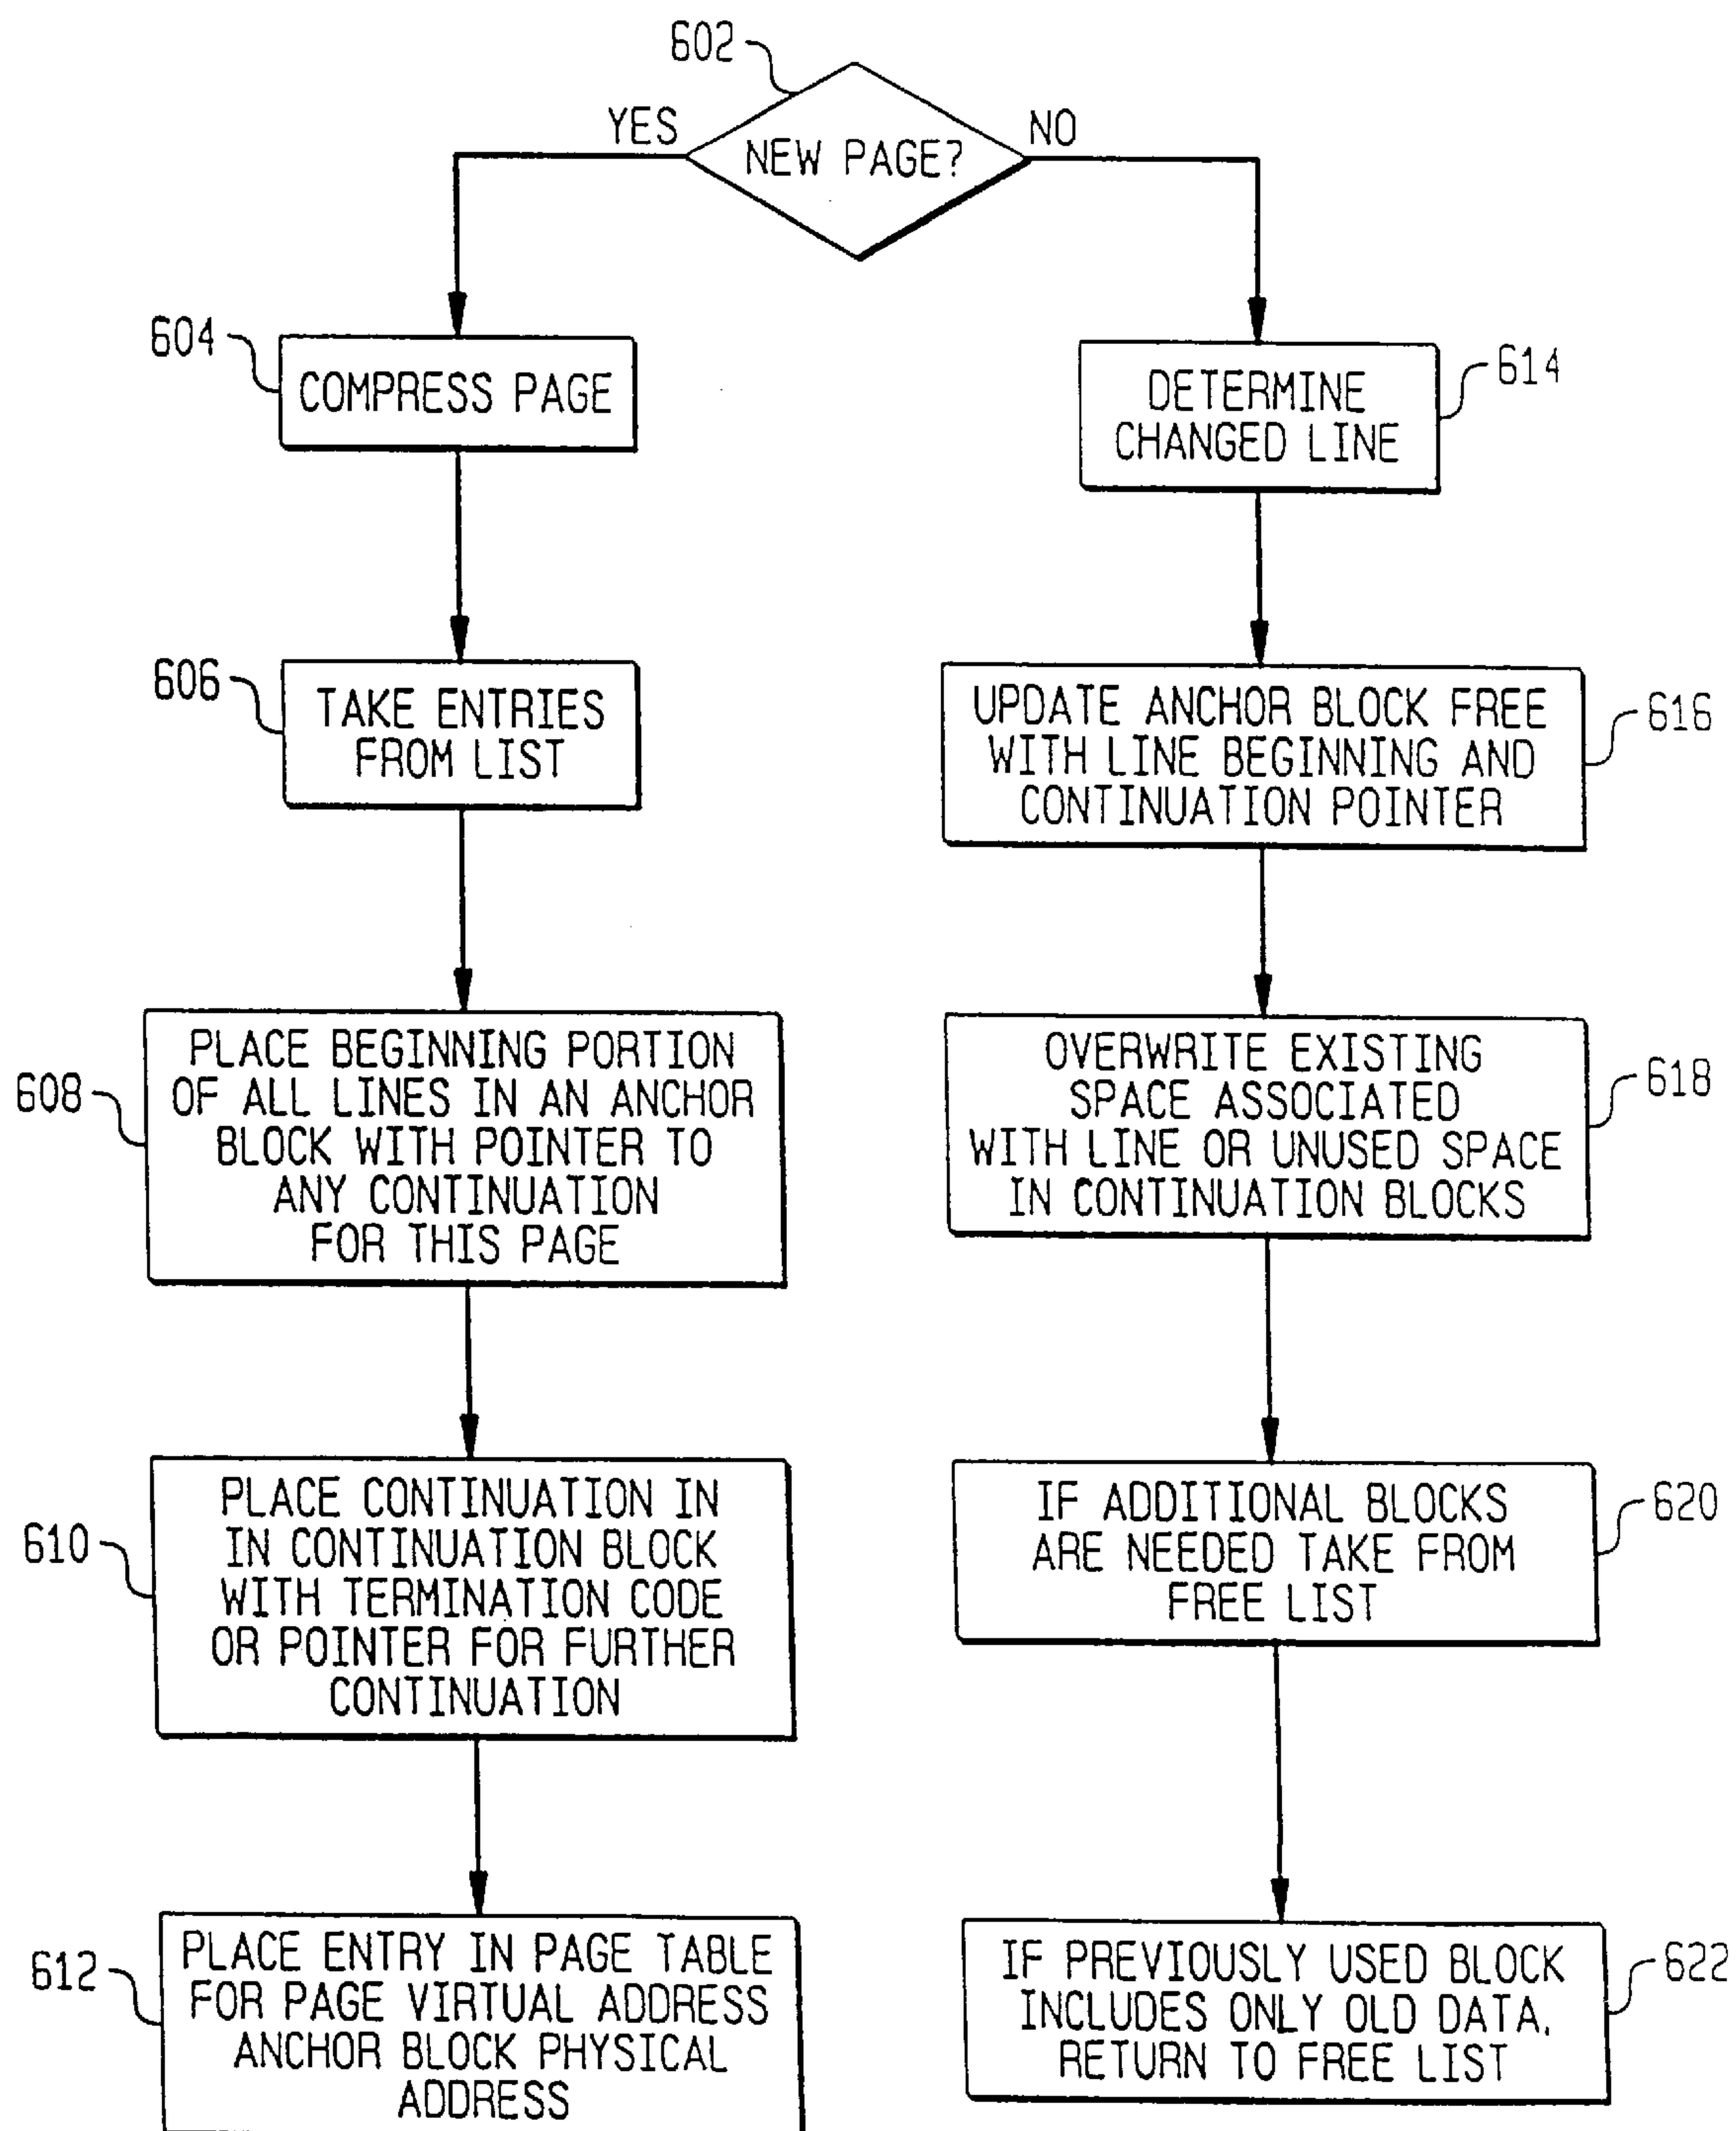 602
YES
NEW PAGE?
NO
604
COMPRESS PAGE
606
TAKE ENTRIES
FROM LIST
608
PLACE BEGINNING PORTION
OF ALL LINES IN AN ANCHOR
BLOCK WITH POINTER TO
ANY CONTINUATION
FOR THIS PAGE
610
PLACE CONTINUATION IN
IN CONTINUATION BLOCK
WITH TERMINATION CODE
OR POINTER FOR FURTHER
CONTINUATION
612
PLACE ENTRY IN PAGE TABLE
FOR PAGE VIRTUAL ADDRESS
ANCHOR BLOCK PHYSICAL
ADDRESS
614
DETERMINE
CHANGED LINE
616
UPDATE ANCHOR BLOCK FREE
WITH LINE BEGINNING AND
CONTINUATION POINTER
618
OVERWRITE EXISTING
SPACE ASSOCIATED
WITH LINE OR UNUSED SPACE
IN CONTINUATION BLOCKS
620
IF ADDITIONAL BLOCKS
ARE NEEDED TAKE FROM
FREE LIST
622
IF PREVIOUSLY USED BLOCK
INCLUDES ONLY OLD DATA,
RETURN TO FREE LIST